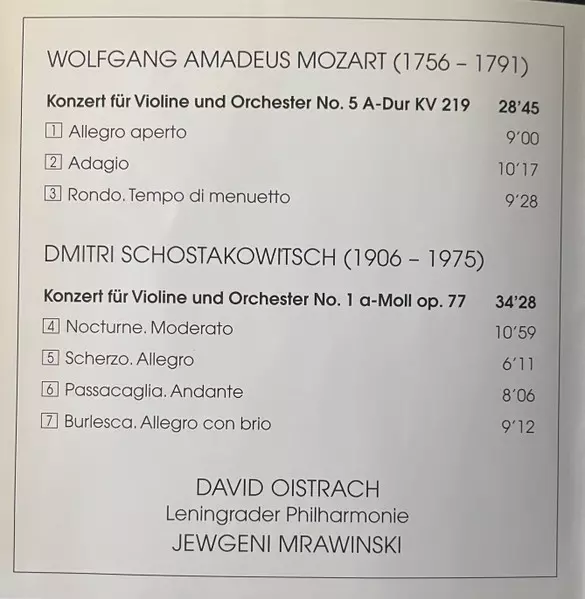 WOLFGANG AMADEUS MOZART (1756 – 1791)
Konzert für Violine und Orchester No. 5 A-Dur KV 219 28'45
1 Allegro aperto 9'00
2 Adagio 10'17
3 Rondo. Tempo di menuetto 9'28
DMITRI SCHOSTAKOWITSCH (1906 – 1975)
Konzert für Violine und Orchester No. 1 a-Moll op. 77 34'28
4 Nocturne. Moderato 10'59
5 Scherzo. Allegro 6'11
6 Passacaglia. Andante 8'06
7 Burlesca. Allegro con brio 9'12
DAVID OISTRACH
Leningrader Philharmonie
JEWGENI MRAWINSKI